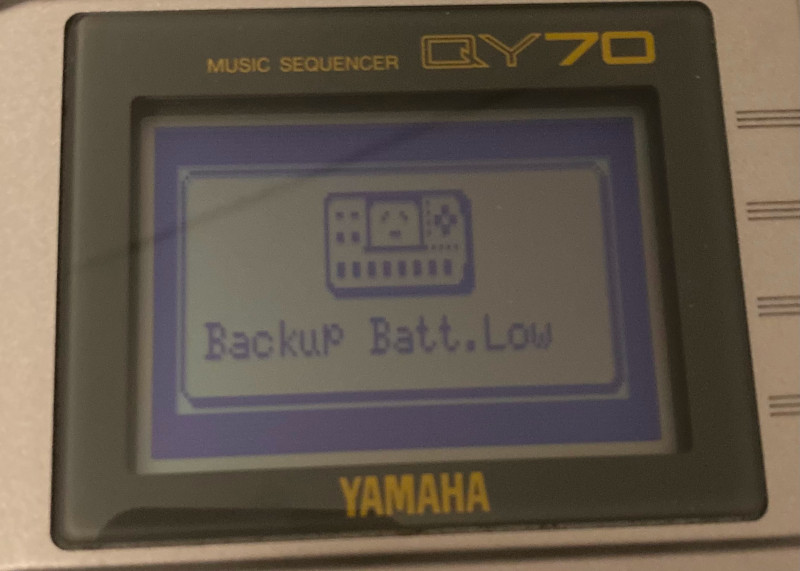 MUSIC SEQUENCER QY70
Backup Batt.Low
YAMAHA